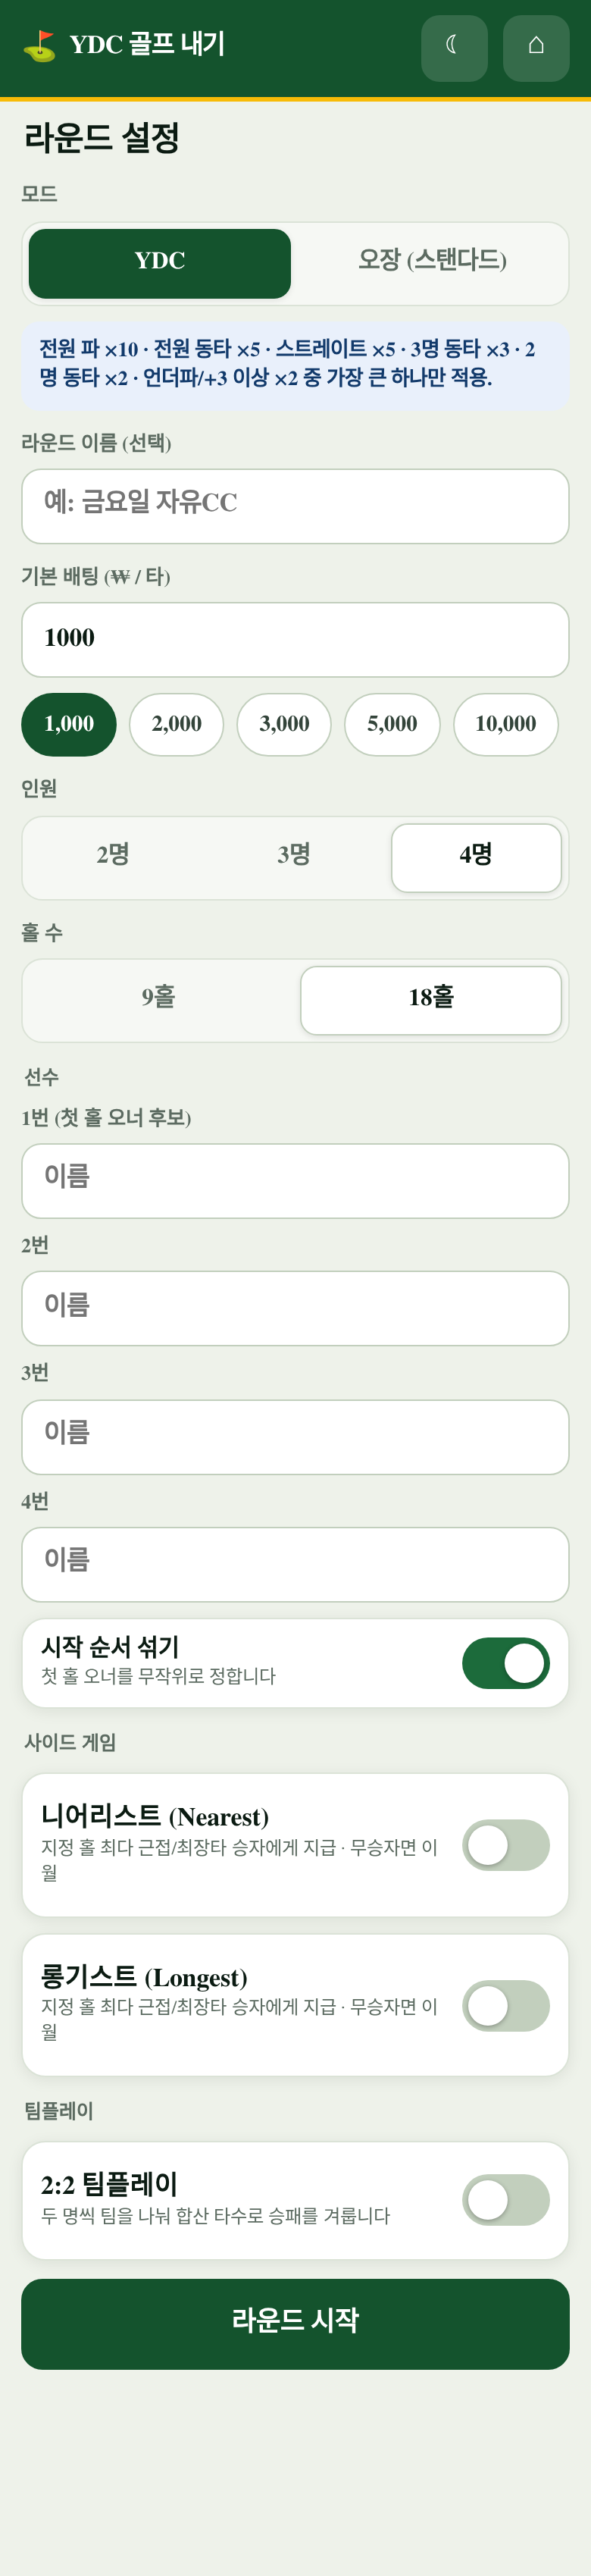 YDC 골프 내기
라운드 설정
모드
YDC
오장 (스탠다드)
전원 파 ×10 · 전원 동타 ×5 · 스트레이트 ×5 · 3명 동타 ×3 · 2
명 동타 ×2 · 언더파/+3 이상 ×2 중 가장 큰 하나만 적용.
라운드 이름 (선택)
예: 금요일 자유CC
기본 배팅 (₩ / 타)
1000
1,000
2,000
3,000
5,000
10,000
인원
2명
3명
4명
홀 수
9홀
18홀
선수
1번 (첫 홀 오너 후보)
이름
2번
이름
3번
이름
4번
이름
시작 순서 섞기
첫 홀 오너를 무작위로 정합니다
사이드 게임
니어리스트 (Nearest)
지정 홀 최다 근접/최장타 승자에게 지급 · 무승자면 이
월
롱기스트 (Longest)
지정 홀 최다 근접/최장타 승자에게 지급 · 무승자면 이
월
팀플레이
2:2 팀플레이
두 명씩 팀을 나눠 합산 타수로 승패를 겨룹니다
라운드 시작